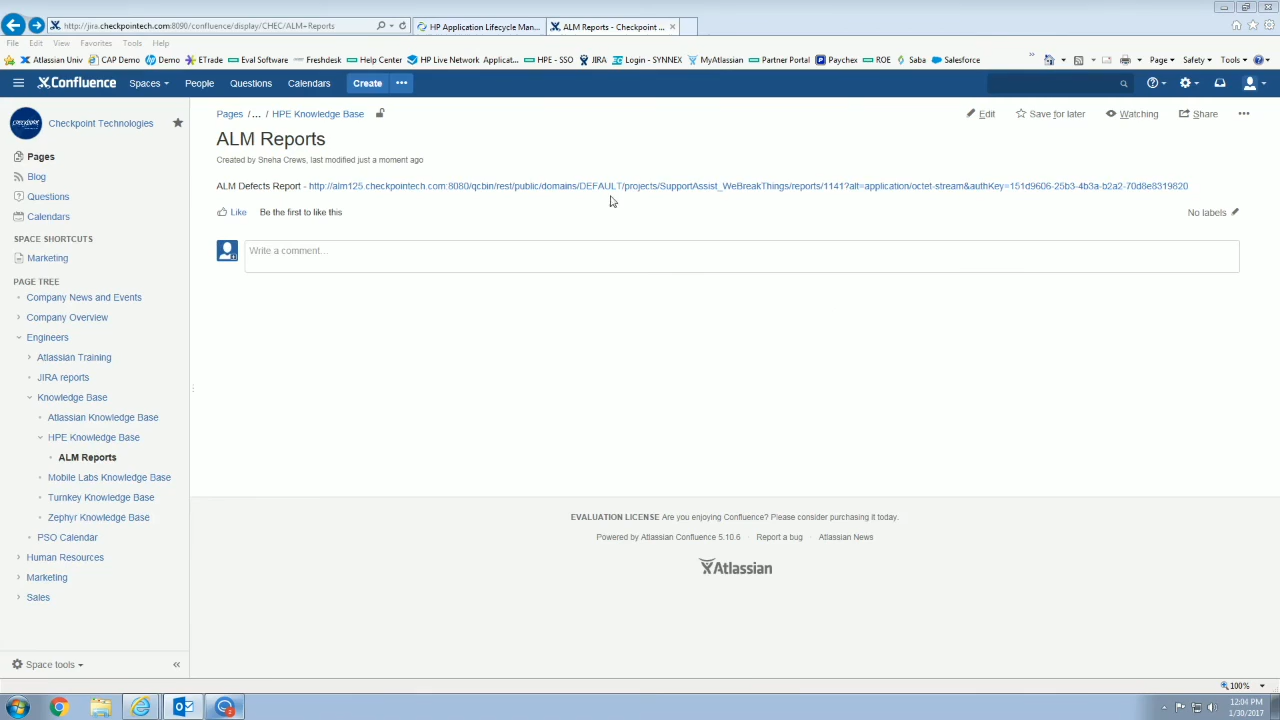 http://jira.checkpointech.com:8090/confluence/display/CHEC/ALM+Reports
HP Application Lifecycle Man...
ALM Reports - Checkpoint ...
File Edit View Favorites Tools Help
Atlassian Univ CAP Demo Demo ETrade Eval Software Freshdesk Help Center HP Live Network Applicat... HPE - SSO JIRA Login - SYNNEX MyAtlassian Partner Portal Paychex ROE Saba Salesforce » Page Safety Tools
Confluence Spaces People Questions Calendars Create •••
Checkpoint Technologies
Pages
Blog
Questions
Calendars
SPACE SHORTCUTS
Marketing
PAGE TREE
Company News and Events
Company Overview
Engineers
Atlassian Training
JIRA reports
Knowledge Base
Atlassian Knowledge Base
HPE Knowledge Base
ALM Reports
Mobile Labs Knowledge Base
Turnkey Knowledge Base
Zephyr Knowledge Base
PSO Calendar
Human Resources
Marketing
Sales
Space tools «
Pages /... / HPE Knowledge Base
Edit Save for later Watching Share •••
ALM Reports
Created by Sneha Crews, last modified just a moment ago
ALM Defects Report - http://alm125.checkpointech.com:8080/qcbin/rest/public/domains/DEFAULT/projects/SupportAssist_WeBreakThings/reports/1141?alt=application/octet-stream&authKey=151d9606-25b3-4b3a-b2a2-70d8e8319820
Like Be the first to like this
No labels
Write a comment…
EVALUATION LICENSE Are you enjoying Confluence? Please consider purchasing it today.
Powered by Atlassian Confluence 5.10.6 · Report a bug · Atlassian News
Atlassian
100%
12:04 PM
1/30/2017